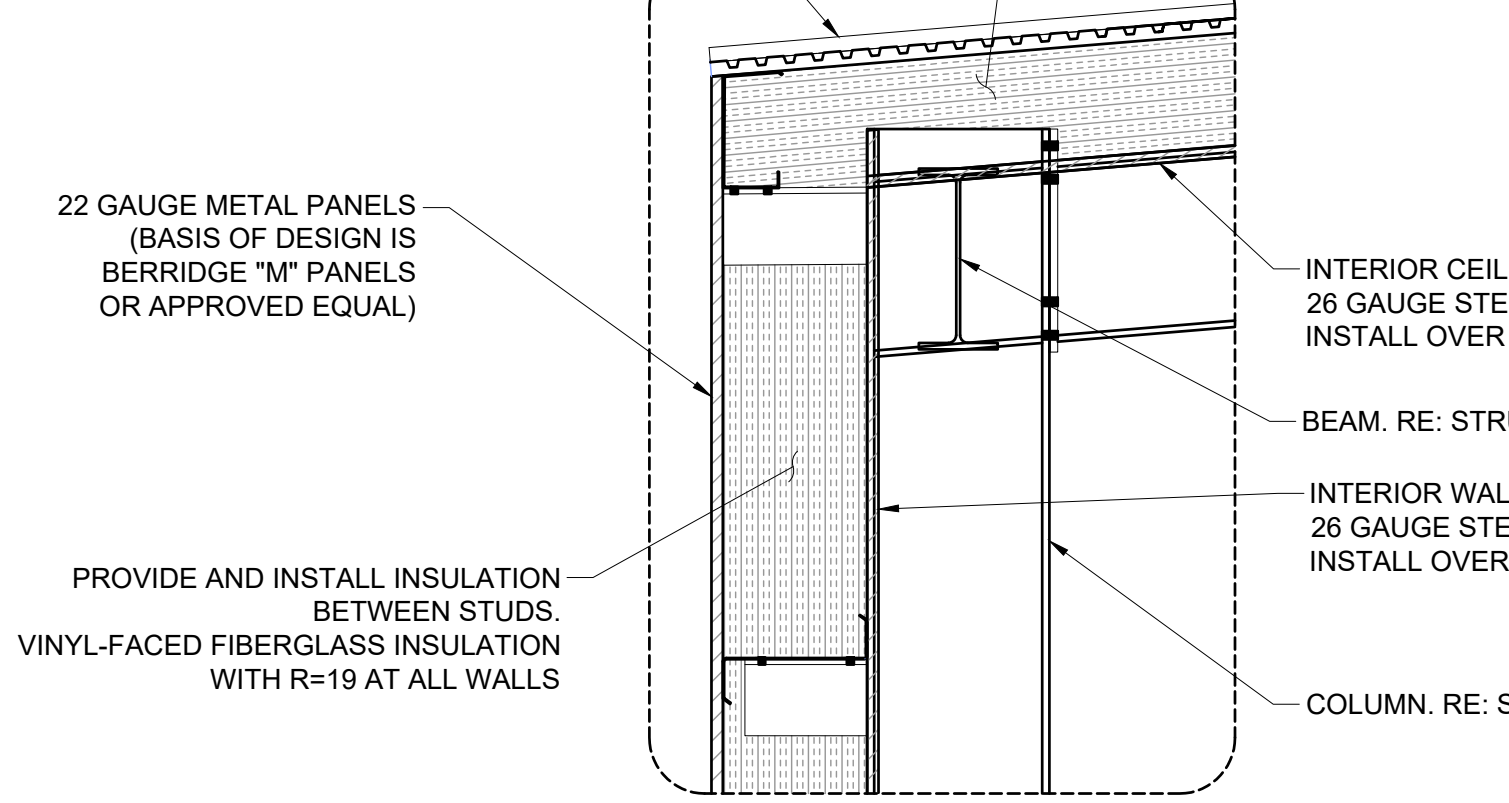 22 GAUGE METAL PANELS
(BASIS OF DESIGN IS
BERRIDGE "M" PANELS
OR APPROVED EQUAL)
PROVIDE AND INSTALL INSULATION
BETWEEN STUDS.
VINYL-FACED FIBERGLASS INSULATION
WITH R=19 AT ALL WALLS
INTERIOR CEIL
26 GAUGE STE
INSTALL OVER
BEAM. RE: STRU
INTERIOR WAL
26 GAUGE STE
INSTALL OVER
COLUMN. RE: S